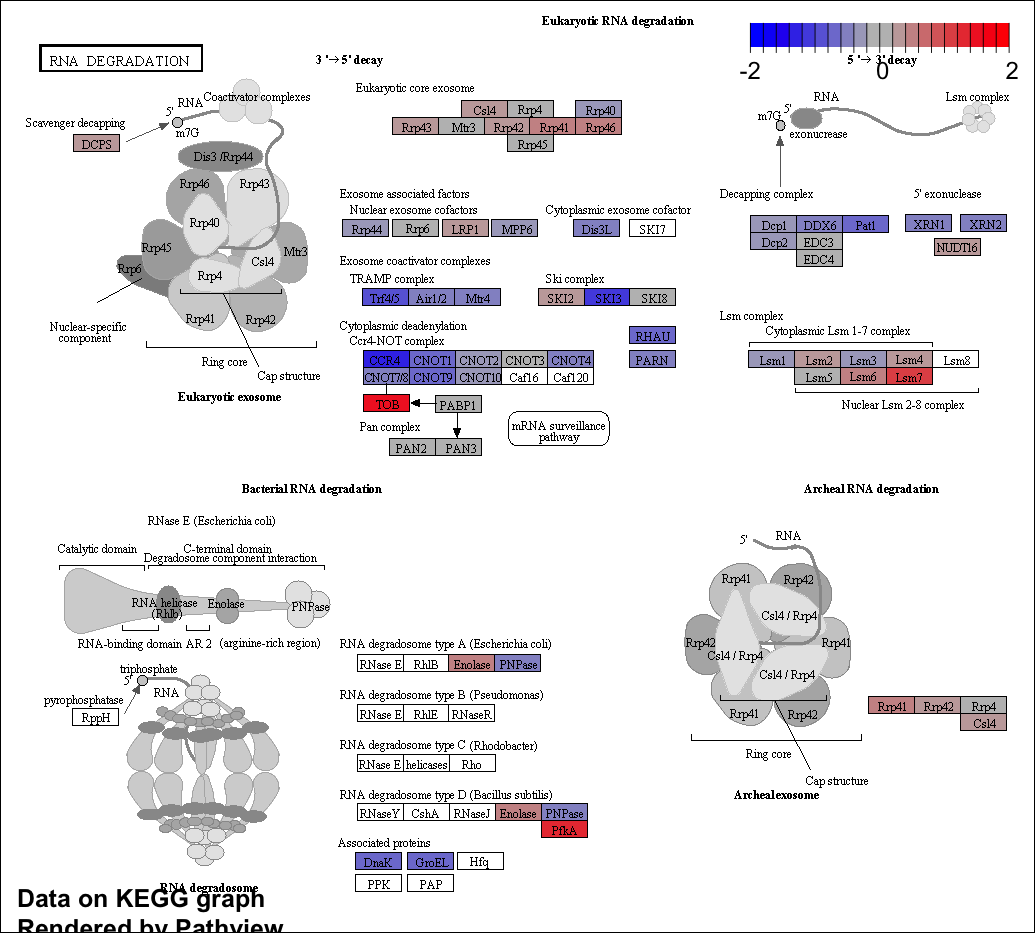 Eukaryotic RNA degradation
RNA DEGRADATION
3 '→ 5' decay
-2 0 2
5 '→ 3' decay
Eukaryotic core exosome
Csl4 Rrp4 Rrp40
Rrp43 Mtr3 Rrp42 Rrp41 Rrp46
Rrp45
Scavenger decapping
DCPS
5'
RNA
Coactivator complexes
m7G
Dis3 /Rrp44
Rrp46 Rrp43
Rrp40
Rrp45 Mtr3
Csl4
Rrp6
Rrp4
Rrp41 Rrp42
Nuclear-specific
component
Ring core
Cap structure
Eukaryotic exosome
Exosome associated factors
Nuclear exosome cofactors
Rrp44 Rrp6 LRP1 MPP6
Cytoplasmic exosome cofactor
Dis3L SKI7
Exosome coactivator complexes
TRAMP complex
Trf4/5 Air1/2 Mtr4
Ski complex
SKI2 SKI3 SKI8
Cytoplasmic deadenylation
Ccr4-NOT complex
CCR4 CNOT1 CNOT2 CNOT3 CNOT4
CNOT7/8 CNOT9 CNOT10 Caf16 Caf120
RHAU
PARN
TOB PABP1
Pan complex
PAN2 PAN3
mRNA surveillance
pathway
RNA
Lsm complex
m7G
5'
exonucrease
Decapping complex
Dcp1 DDX6 Pat1
Dcp2 EDC3
EDC4
5' exonuclease
XRN1 XRN2
NUDT16
Lsm complex
Cytoplasmic Lsm 1-7 complex
Lsm1 Lsm2 Lsm3 Lsm4 Lsm8
Lsm5 Lsm6 Lsm7
Nuclear Lsm 2-8 complex
Bacterial RNA degradation
RNase E (Escherichia coli)
Catalytic domain
C-terminal domain
Degradosome component interaction
RNA helicase
(Rhlb)
Enolase
PNPase
RNA-binding domain AR 2 (arginine-rich region)
triphosphate
5'
RNA
pyrophosphatase
RppH
RNA degradosome
RNA degradosome type A (Escherichia coli)
RNase E RhlB Enolase PNPase
RNA degradosome type B (Pseudomonas)
RNase E RhlE RNaseR
RNA degradosome type C (Rhodobacter)
RNase E helicases Rho
RNA degradosome type D (Bacillus subtilis)
RNaseY CshA RNaseJ Enolase PNPase
PfkA
Associated proteins
DnaK GroEL Hfq
PPK PAP
Archeal RNA degradation
5'
RNA
Rrp41 Rrp42
Csl4 / Rrp4
Rrp42 Rrp41
Csl4 / Rrp4
Csl4 / Rrp4
Rrp41 Rrp42
Ring core
Cap structure
Archeal exosome
Rrp41 Rrp42 Rrp4
Csl4
Data on KEGG graph
Rendered by Pathview